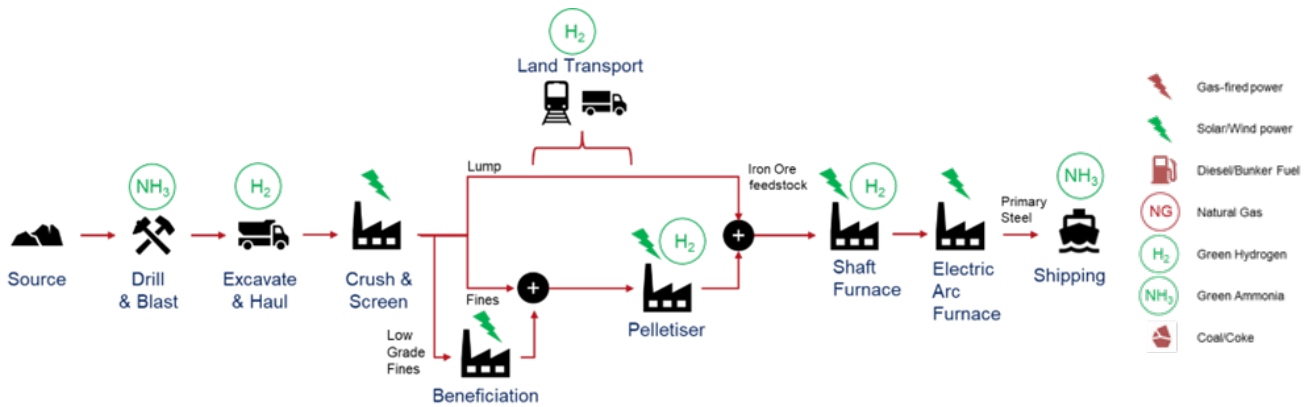 H2
Land Transport
NH3
H2
Lump
Iron Ore
feedstock
H2
NH3
Primary
Steel
H2
Source
Drill
& Blast
Excavate
& Haul
Crush &
Screen
Fines
+
+
Pelletiser
Shaft
Furnace
Electric
Arc
Furnace
Shipping
Low
Grade
Fines
Beneficiation
Gas-fired power
Solar/Wind power
Diesel/Bunker Fuel
NG
Natural Gas
H2
Green Hydrogen
NH3
Green Ammonia
Coal/Coke